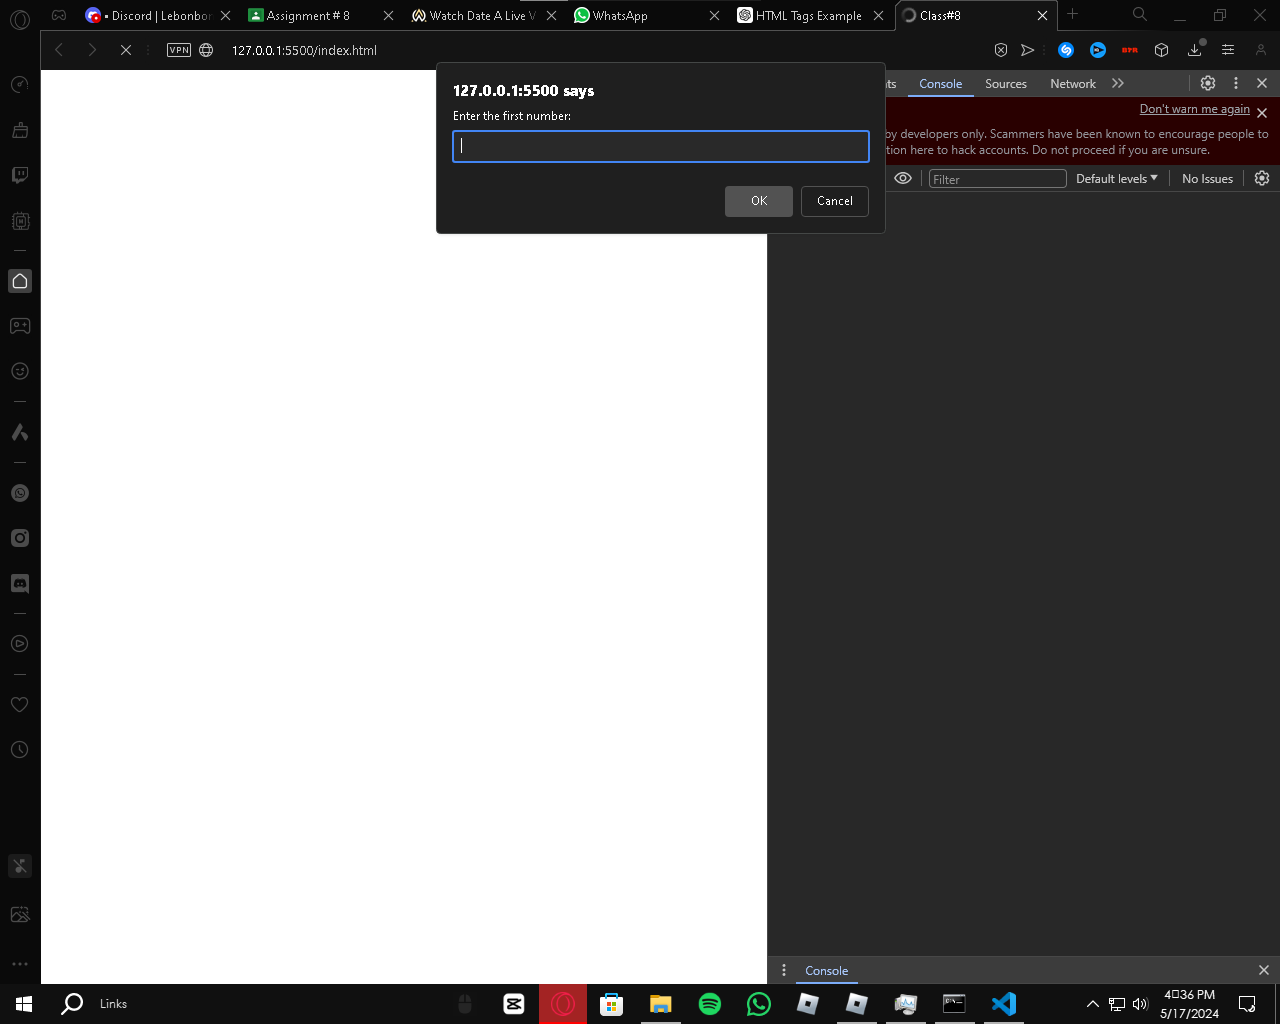 Discord | Lebonbor
Assignment # 8
Watch Date A Live V
WhatsApp
HTML Tags Example
Class#8
VPN
127.0.0.1:5500/index.html
127.0.0.1:5500 says
Enter the first number:
OK
Cancel
nts
Console
Sources
Network
Don't warn me again
by developers only. Scammers have been known to encourage people to
tion here to hack accounts. Do not proceed if you are unsure.
Filter
Default levels
No Issues
Console
Links
4:36 PM
5/17/2024